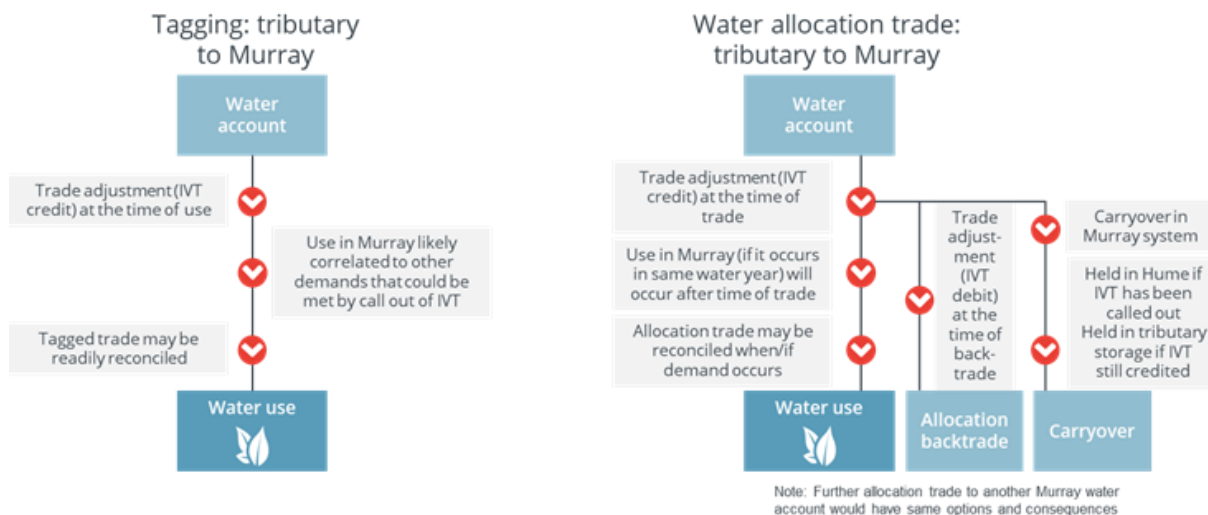 Tagging: tributary
to Murray
Water
account
Trade adjustment (IVT
credit) at the time of use
Use in Murray likely
correlated to other
demands that could be
met by call out of IVT
Tagged trade may be
readily reconciled
Water use
Water allocation trade:
tributary to Murray
Water
account
Trade adjustment (IVT
credit) at the time of
trade
Use in Murray (if it occurs
in same water year) will
occur after time of trade
Allocation trade may be
reconciled when/if
demand occurs
Water use
Trade
adjust-
ment
(IVT
debit)
at the
time of
back-
trade
Allocation
backtrade
Carryover in
Murray system
Held in Hume if
IVT has been
called out
Held in tributary
storage if IVT
still credited
Carryover
Note: Further allocation trade to another Murray water
account would have same options and consequences